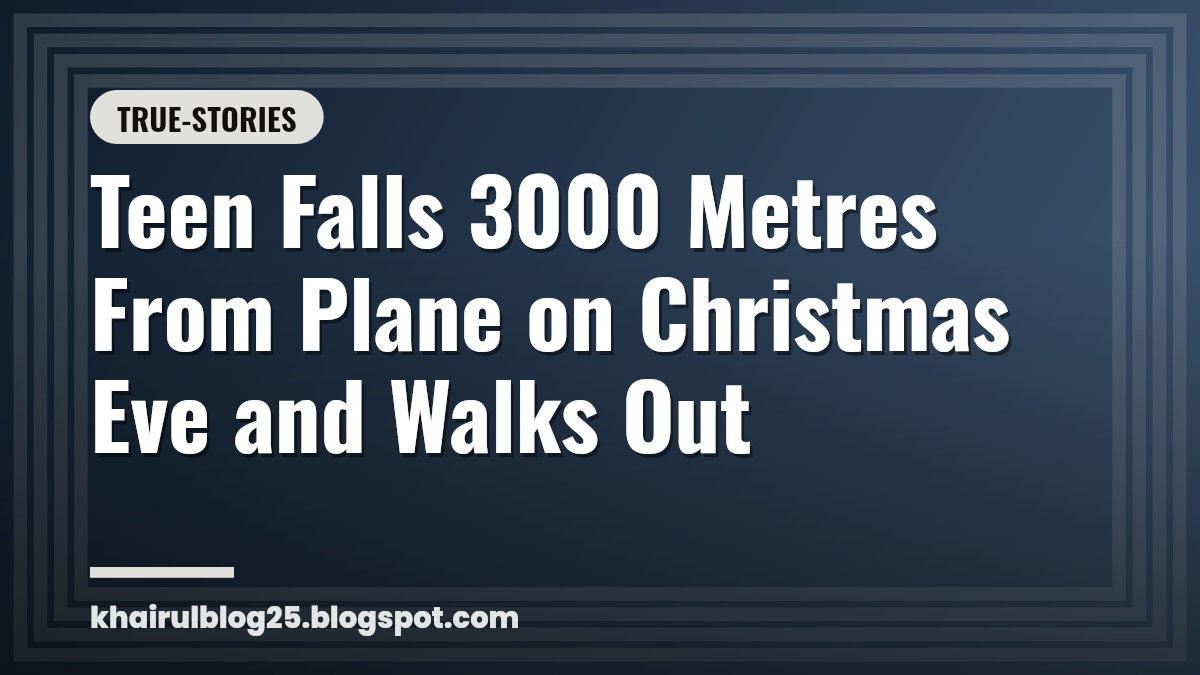 TRUE-STORIES
Teen Falls 3000 Metres
From Plane on Christmas
Eve and Walks Out
khairulblog25.blogspot.com